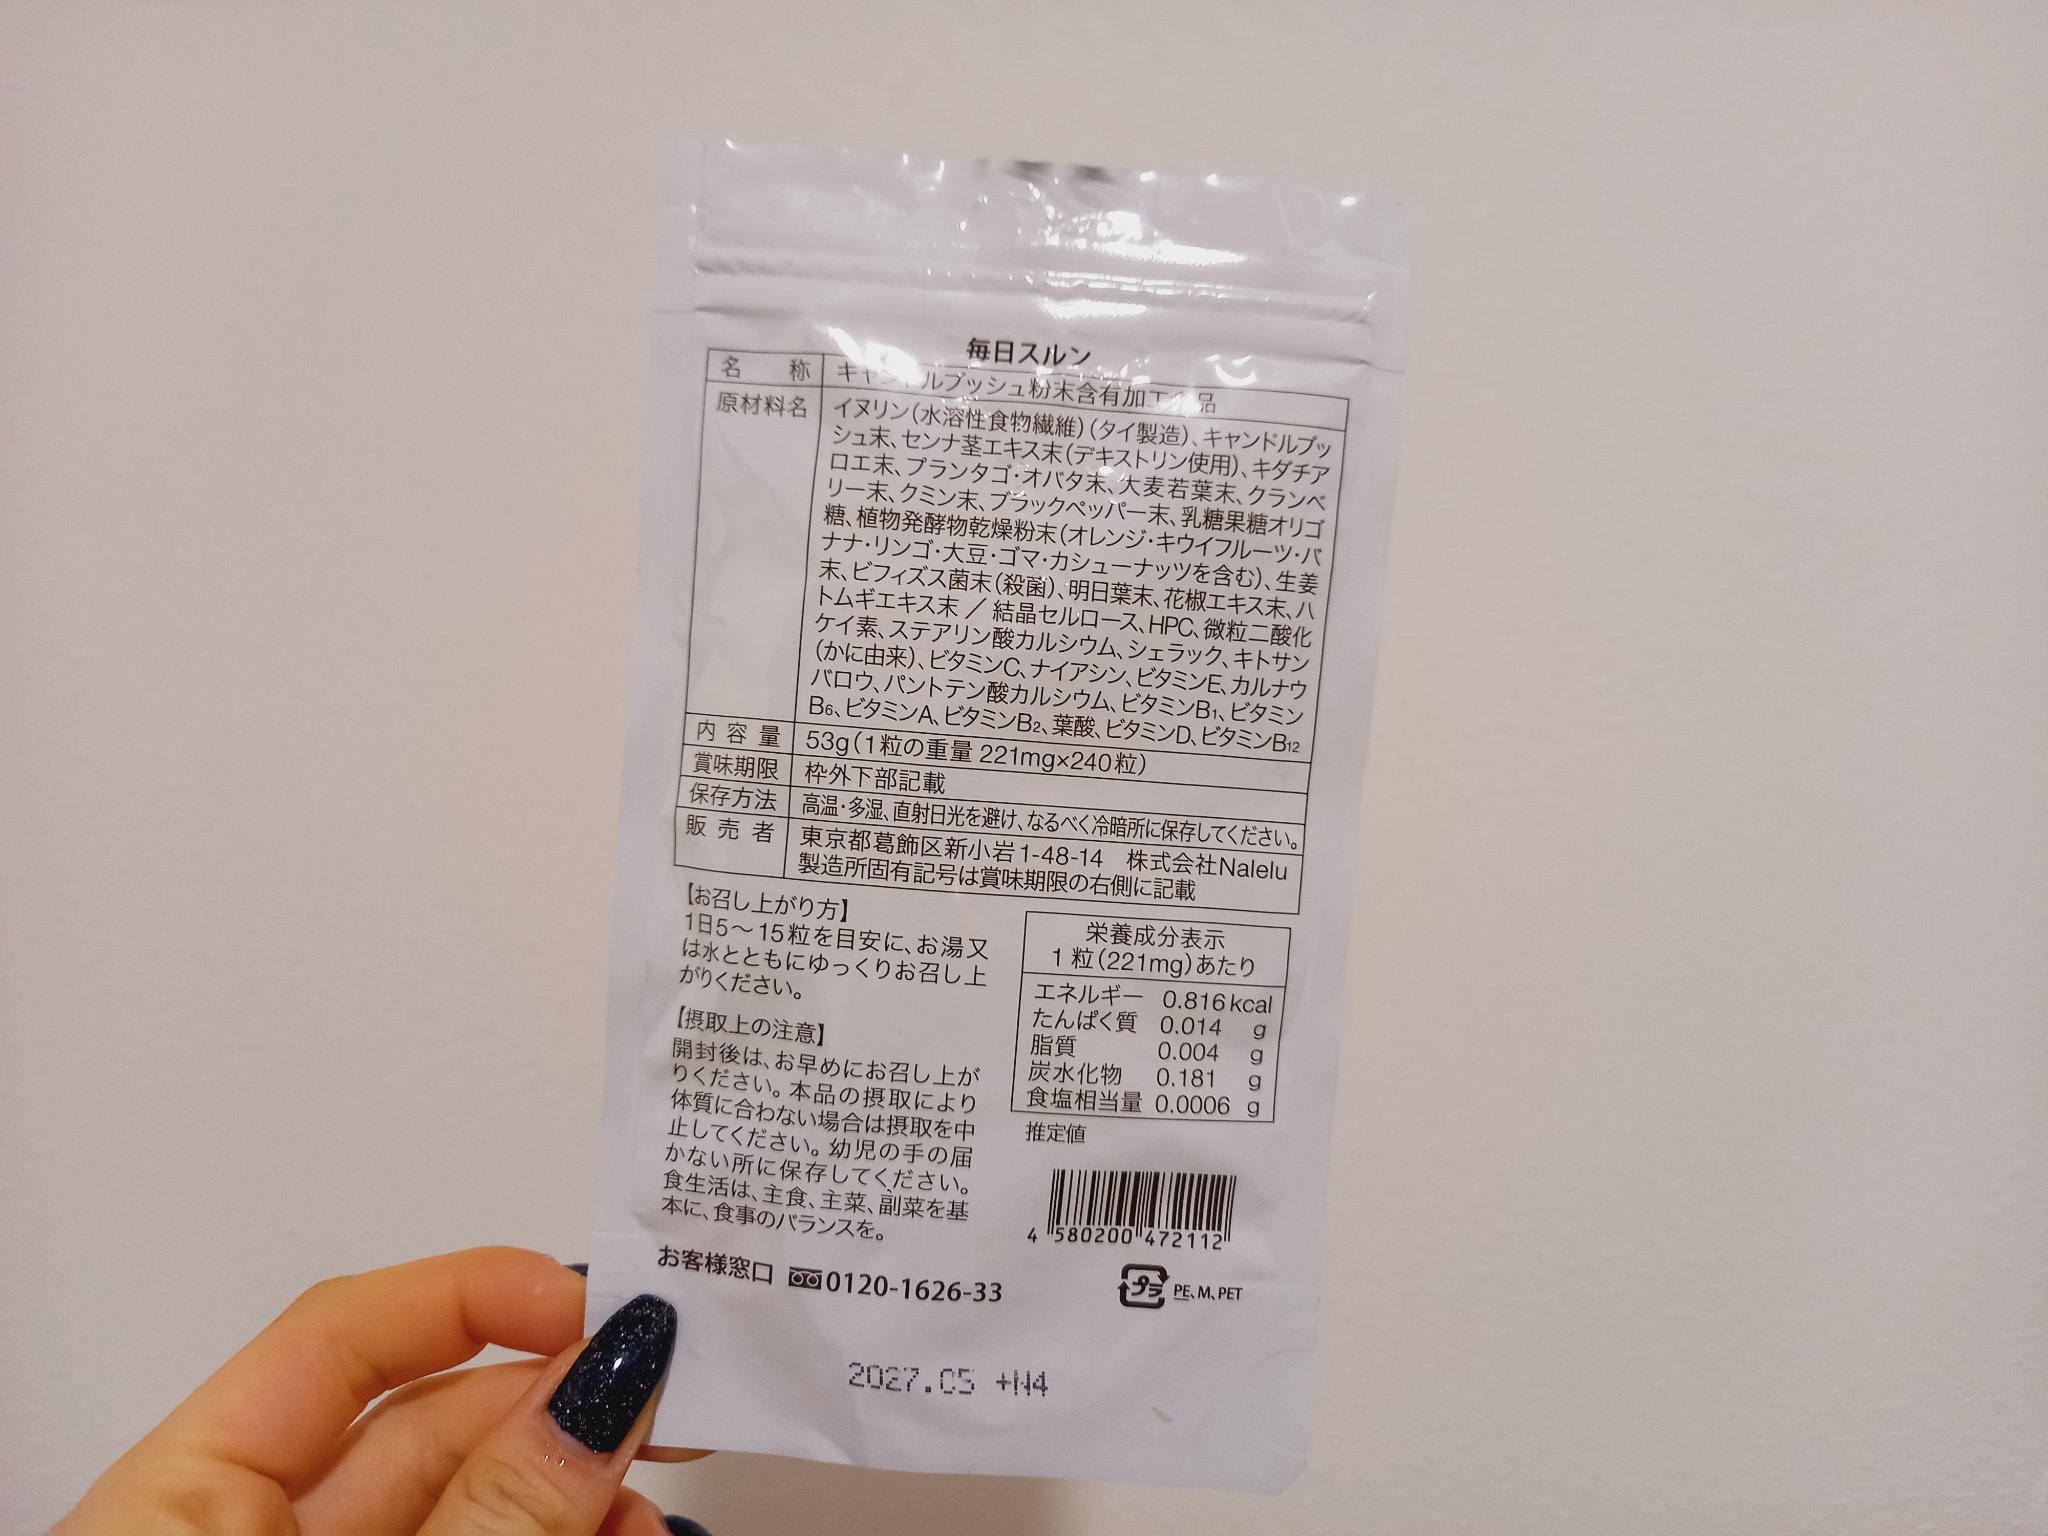 毎日スルン
名称 キャンドルブッシュ粉末含有加工食品
原材料名 イヌリン(水溶性食物繊維)(タイ製造)、キャンドルブッ
シュ末、センナ茎エキス末(デキストリン使用)、キダチア
ロエ末、プランタゴ・オバタ末、大麦若葉末、クランベ
リー末、クミン末、ブラックペッパー末、乳糖果糖オリゴ
糖、植物発酵物乾燥粉末(オレンジ・キウイフルーツ・バ
ナナ・リンゴ・大豆・ゴマ・カシューナッツを含む)、生姜
末、ビフィズス菌末(殺菌)、明日葉末、花椒エキス末、ハ
トムギエキス末／結晶セルロース、HPC、微粒二酸化
ケイ素、ステアリン酸カルシウム、シェラック、キトサン
(かに由来)、ビタミンC、ナイアシン、ビタミンE、カルナウ
バロウ、パントテン酸カルシウム、ビタミンB1、ビタミン
B6、ビタミンA、ビタミンB2、葉酸、ビタミンD、ビタミンB12
内容量 53g(1粒の重量 221mg×240粒)
賞味期限 枠外下部記載
保存方法 高温・多湿、直射日光を避け、なるべく冷暗所に保存してください。
販売者 東京都葛飾区新小岩1-48-14 株式会社Nalelu
製造所固有記号は賞味期限の右側に記載
【お召し上がり方】
1日5～15粒を目安に、お湯又
は水とともにゆっくりお召し上
がりください。
【摂取上の注意】
開封後は、お早めにお召し上が
りください。本品の摂取により
体質に合わない場合は摂取を中
止してください。幼児の手の届
かない所に保存してください。
食生活は、主食、主菜、副菜を基
本に、食事のバランスを。
栄養成分表示
1粒(221mg)あたり
エネルギー 0.816kcal
たんぱく質 0.014 g
脂質 0.004 g
炭水化物 0.181 g
食塩相当量 0.0006 g
推定値
4 580200 472112
お客様窓口 0120-1626-33
プラ PE、M、PET
2027.05 +N4